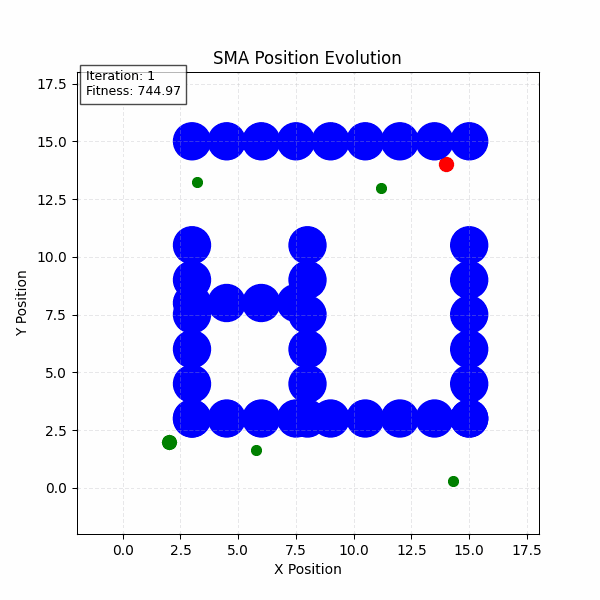 SMA Position Evolution
Iteration: 1
Fitness: 744.97
17.5
15.0
12.5
10.0
7.5
5.0
2.5
0.0
Y Position
0.0 2.5 5.0 7.5 10.0 12.5 15.0 17.5
X Position